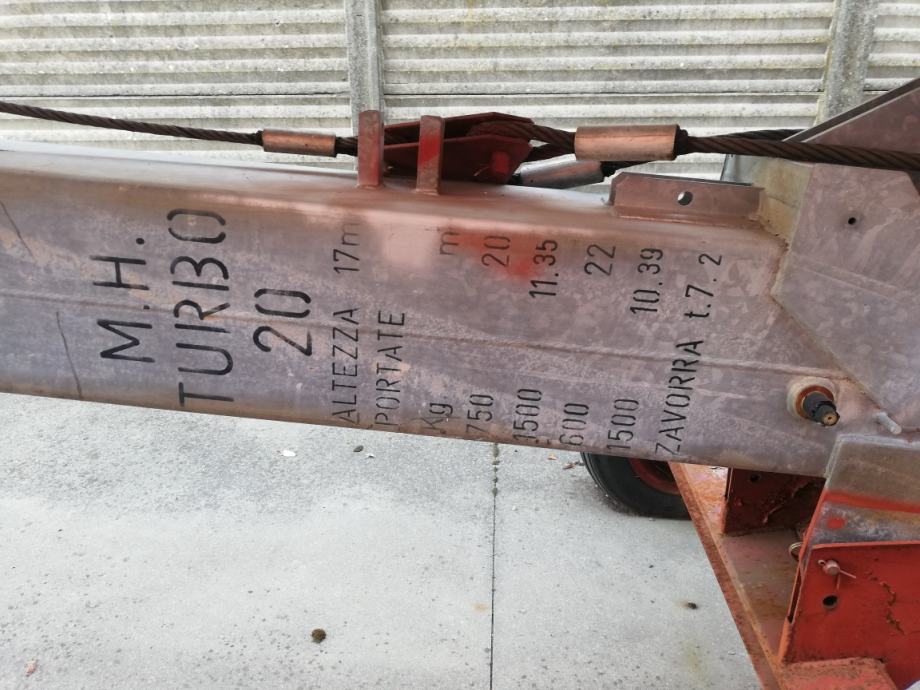 M.H.
TURBO
20
ALTEZZA 17m
PORTATE
Kg m
750 20
1500 11.35
600 22
1500 10.39
ZAVORRA t.7.2